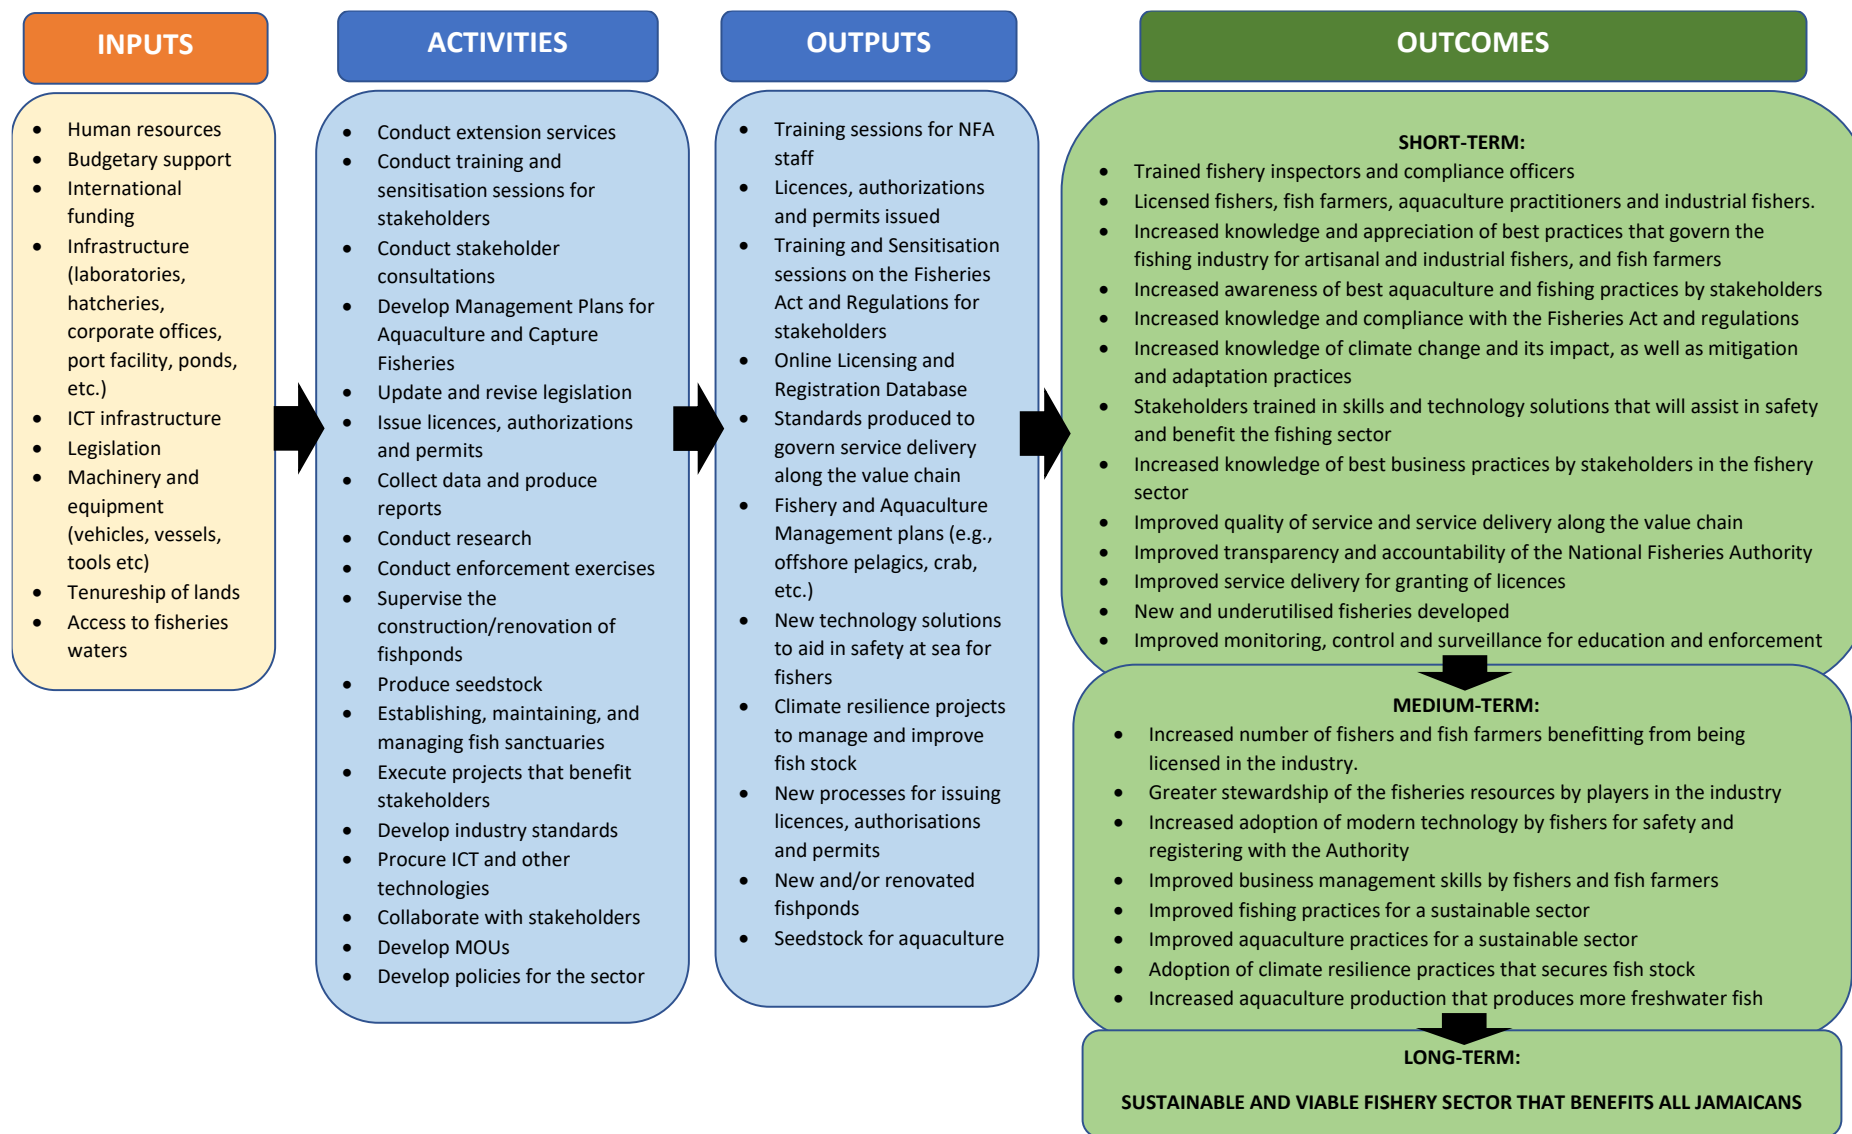 INPUTS
• Human resources
• Budgetary support
• International
funding
• Infrastructure
(laboratories,
hatcheries,
corporate offices,
port facility, ponds,
etc.)
• ICT infrastructure
• Legislation
• Machinery and
equipment
(vehicles, vessels,
tools etc)
• Tenureship of lands
• Access to fisheries
waters
ACTIVITIES
• Conduct extension services
• Conduct training and
sensitisation sessions for
stakeholders
• Conduct stakeholder
consultations
• Develop Management Plans for
Aquaculture and Capture
Fisheries
• Update and revise legislation
• Issue licences, authorizations
and permits
• Collect data and produce
reports
• Conduct research
• Conduct enforcement exercises
• Supervise the
construction/renovation of
fishponds
• Produce seedstock
• Establishing, maintaining, and
managing fish sanctuaries
• Execute projects that benefit
stakeholders
• Develop industry standards
• Procure ICT and other
technologies
• Collaborate with stakeholders
• Develop MOUs
• Develop policies for the sector
OUTPUTS
• Training sessions for NFA
staff
• Licences, authorizations
and permits issued
• Training and Sensitisation
sessions on the Fisheries
Act and Regulations for
stakeholders
• Online Licensing and
Registration Database
• Standards produced to
govern service delivery
along the value chain
• Fishery and Aquaculture
Management plans (e.g.,
offshore pelagics, crab,
etc.)
• New technology solutions
to aid in safety at sea for
fishers
• Climate resilience projects
to manage and improve
fish stock
• New processes for issuing
licences, authorisations
and permits
• New and/or renovated
fishponds
• Seedstock for aquaculture
OUTCOMES
SHORT-TERM:
• Trained fishery inspectors and compliance officers
• Licensed fishers, fish farmers, aquaculture practitioners and industrial fishers.
• Increased knowledge and appreciation of best practices that govern the
fishing industry for artisanal and industrial fishers, and fish farmers
• Increased awareness of best aquaculture and fishing practices by stakeholders
• Increased knowledge and compliance with the Fisheries Act and regulations
• Increased knowledge of climate change and its impact, as well as mitigation
and adaptation practices
• Stakeholders trained in skills and technology solutions that will assist in safety
and benefit the fishing sector
• Increased knowledge of best business practices by stakeholders in the fishery
sector
• Improved quality of service and service delivery along the value chain
• Improved transparency and accountability of the National Fisheries Authority
• Improved service delivery for granting of licences
• New and underutilised fisheries developed
• Improved monitoring, control and surveillance for education and enforcement
MEDIUM-TERM:
• Increased number of fishers and fish farmers benefitting from being
licensed in the industry.
• Greater stewardship of the fisheries resources by players in the industry
• Increased adoption of modern technology by fishers for safety and
registering with the Authority
• Improved business management skills by fishers and fish farmers
• Improved fishing practices for a sustainable sector
• Improved aquaculture practices for a sustainable sector
• Adoption of climate resilience practices that secures fish stock
• Increased aquaculture production that produces more freshwater fish
LONG-TERM:
SUSTAINABLE AND VIABLE FISHERY SECTOR THAT BENEFITS ALL JAMAICANS